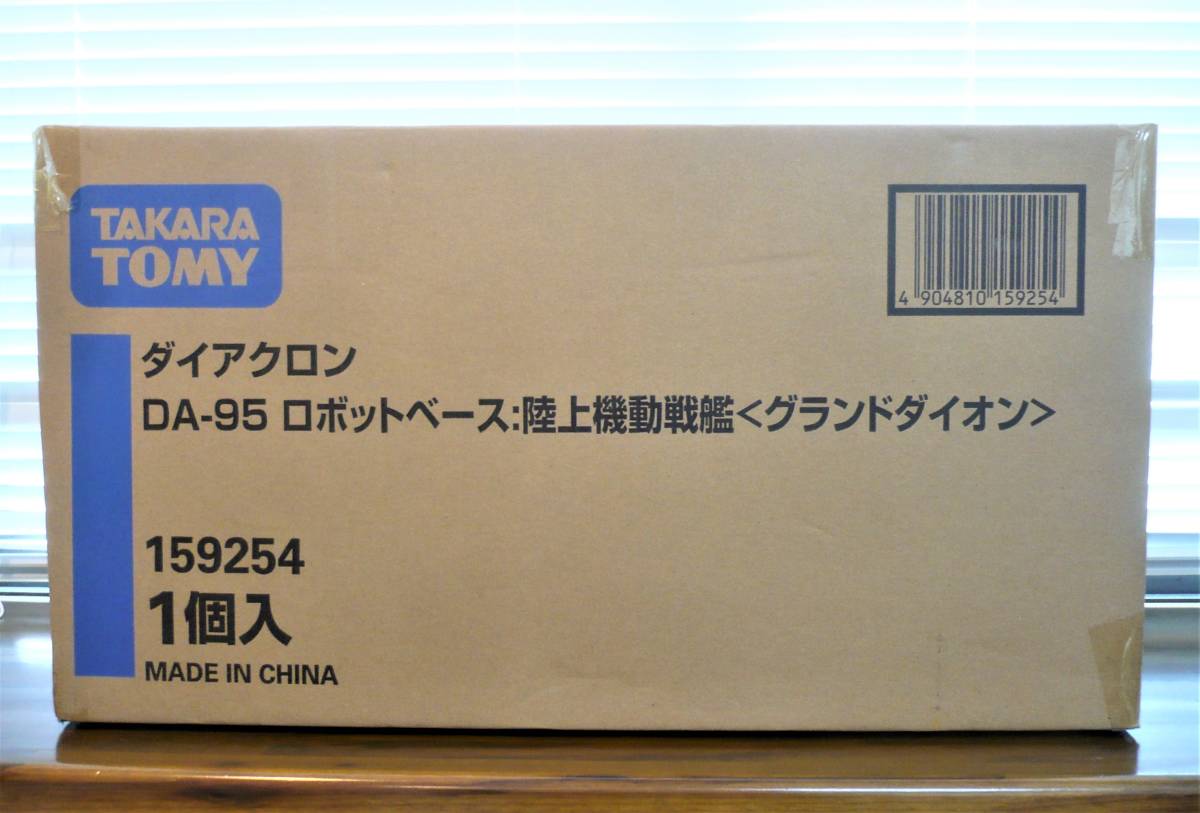 TAKARA
TOMY
4 904810 159254
ダイアクロン
DA-95 ロボットベース:陸上機動戦艦<グランドダイオン>
159254
1個入
MADE IN CHINA